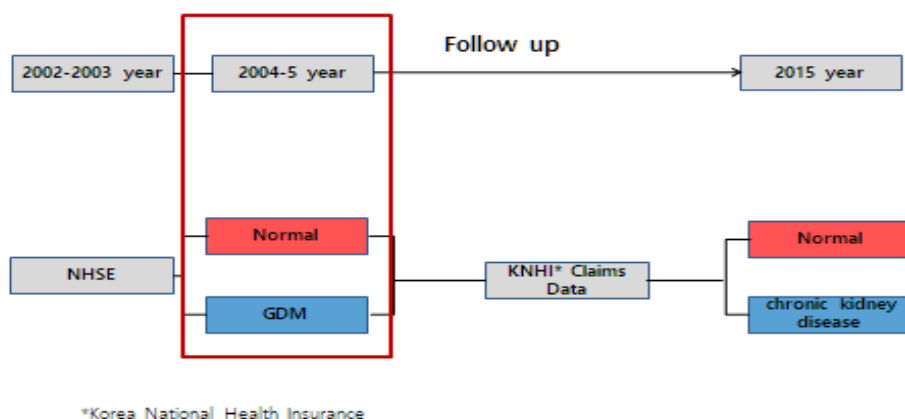 Follow up
2002-2003 year
2004-5 year
2015 year
Normal
Normal
NHSE
KNHI* Claims
Data
GDM
chronic kidney
disease
*Korea National Health Insurance